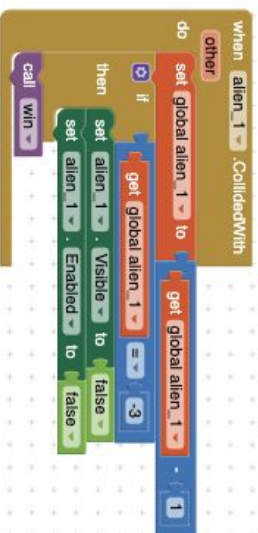 when alien_1 .CollidedWith
other
do set global alien_1 to get global alien_1 - 1
if get global alien_1 = -3
then set alien_1 . Visible to false
set alien_1 . Enabled to false
call win